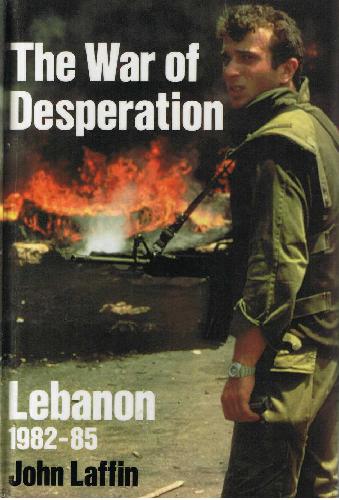 The War of
Desperation
Lebanon
1982-85
John Laffin